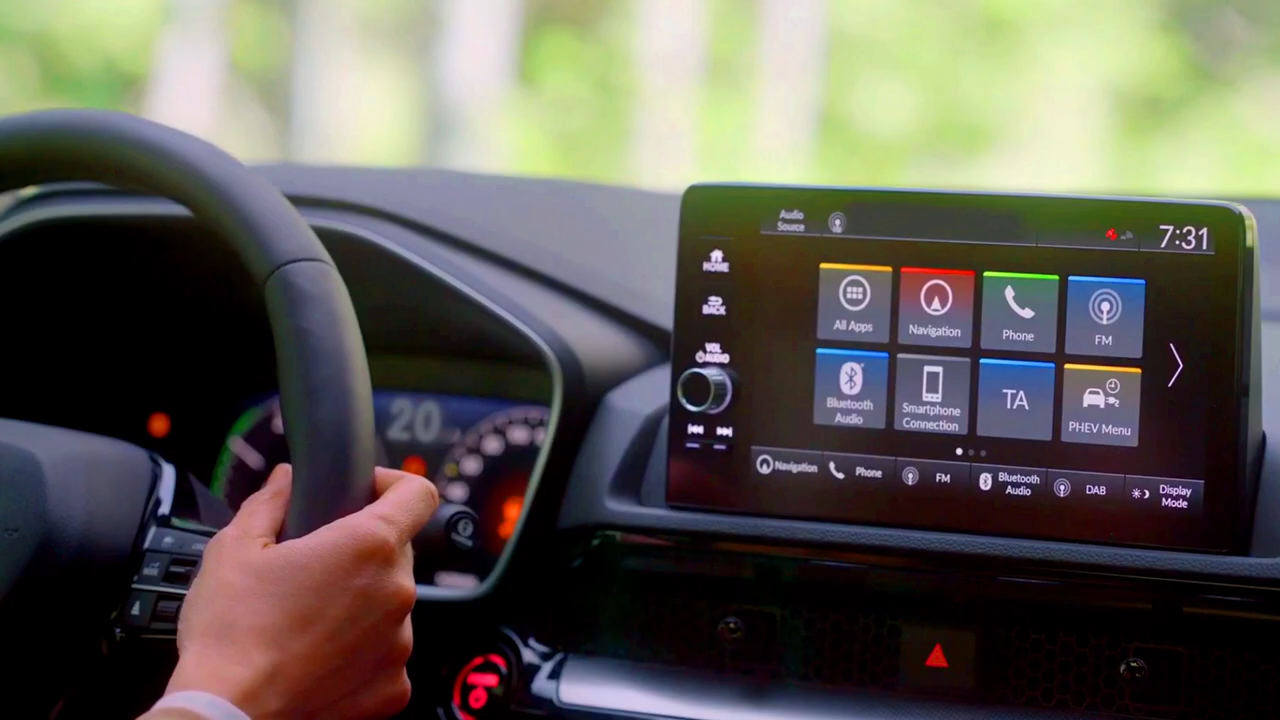 Audio
Source
7:31
HOME
BACK
VOL
AUDIO
All Apps
Navigation
Phone
FM
Bluetooth
Audio
Smartphone
Connection
TA
PHEV Menu
Navigation
Phone
FM
Bluetooth
Audio
DAB
Display
Mode
20